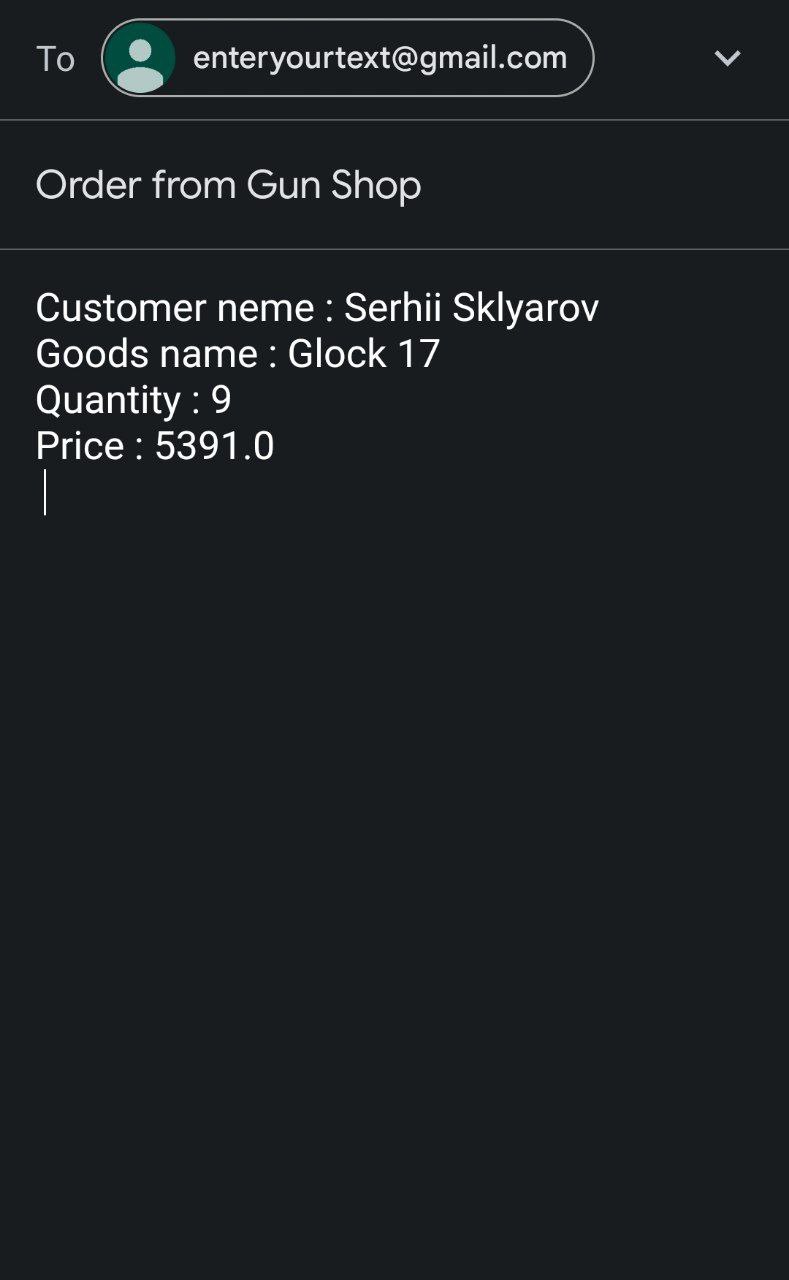 To enteryourtext@gmail.com
Order from Gun Shop
Customer neme : Serhii Sklyarov
Goods name : Glock 17
Quantity : 9
Price : 5391.0